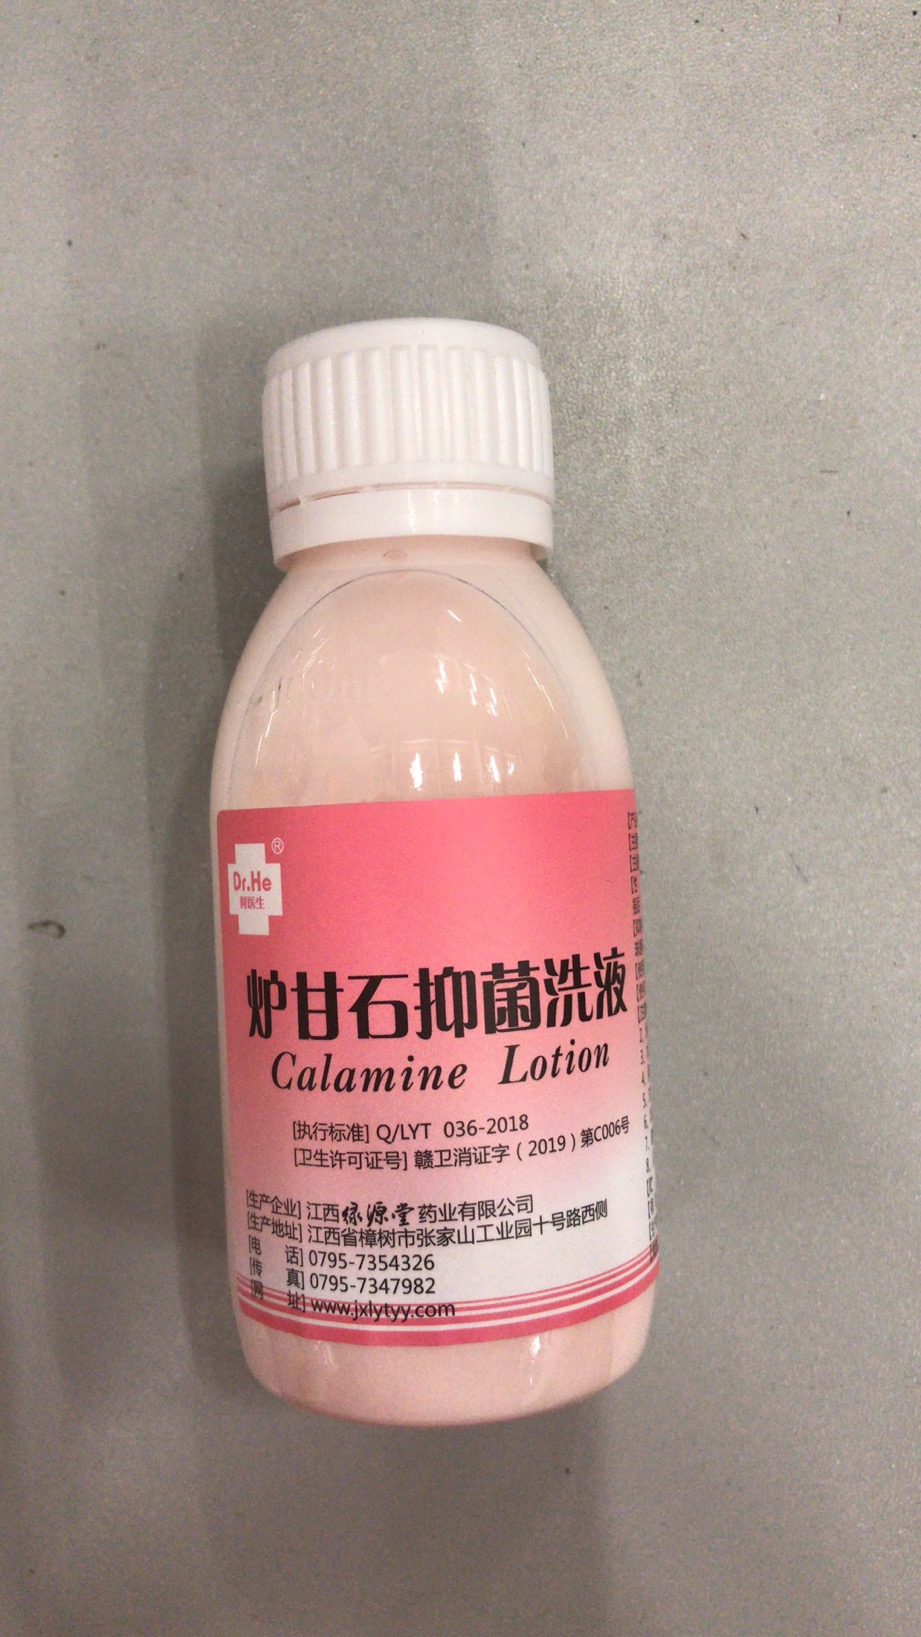 ®
Dr.He
何医生
炉甘石抑菌洗液
Calamine Lotion
[执行标准] Q/LYT 036-2018
[卫生许可证号] 赣卫消证字（2019）第C006号
[生产企业] 江西绿源堂药业有限公司
[生产地址] 江西省樟树市张家山工业园十号路西侧
[电 话] 0795-7354326
[传 真] 0795-7347982
[网 址] www.jxlytyy.com